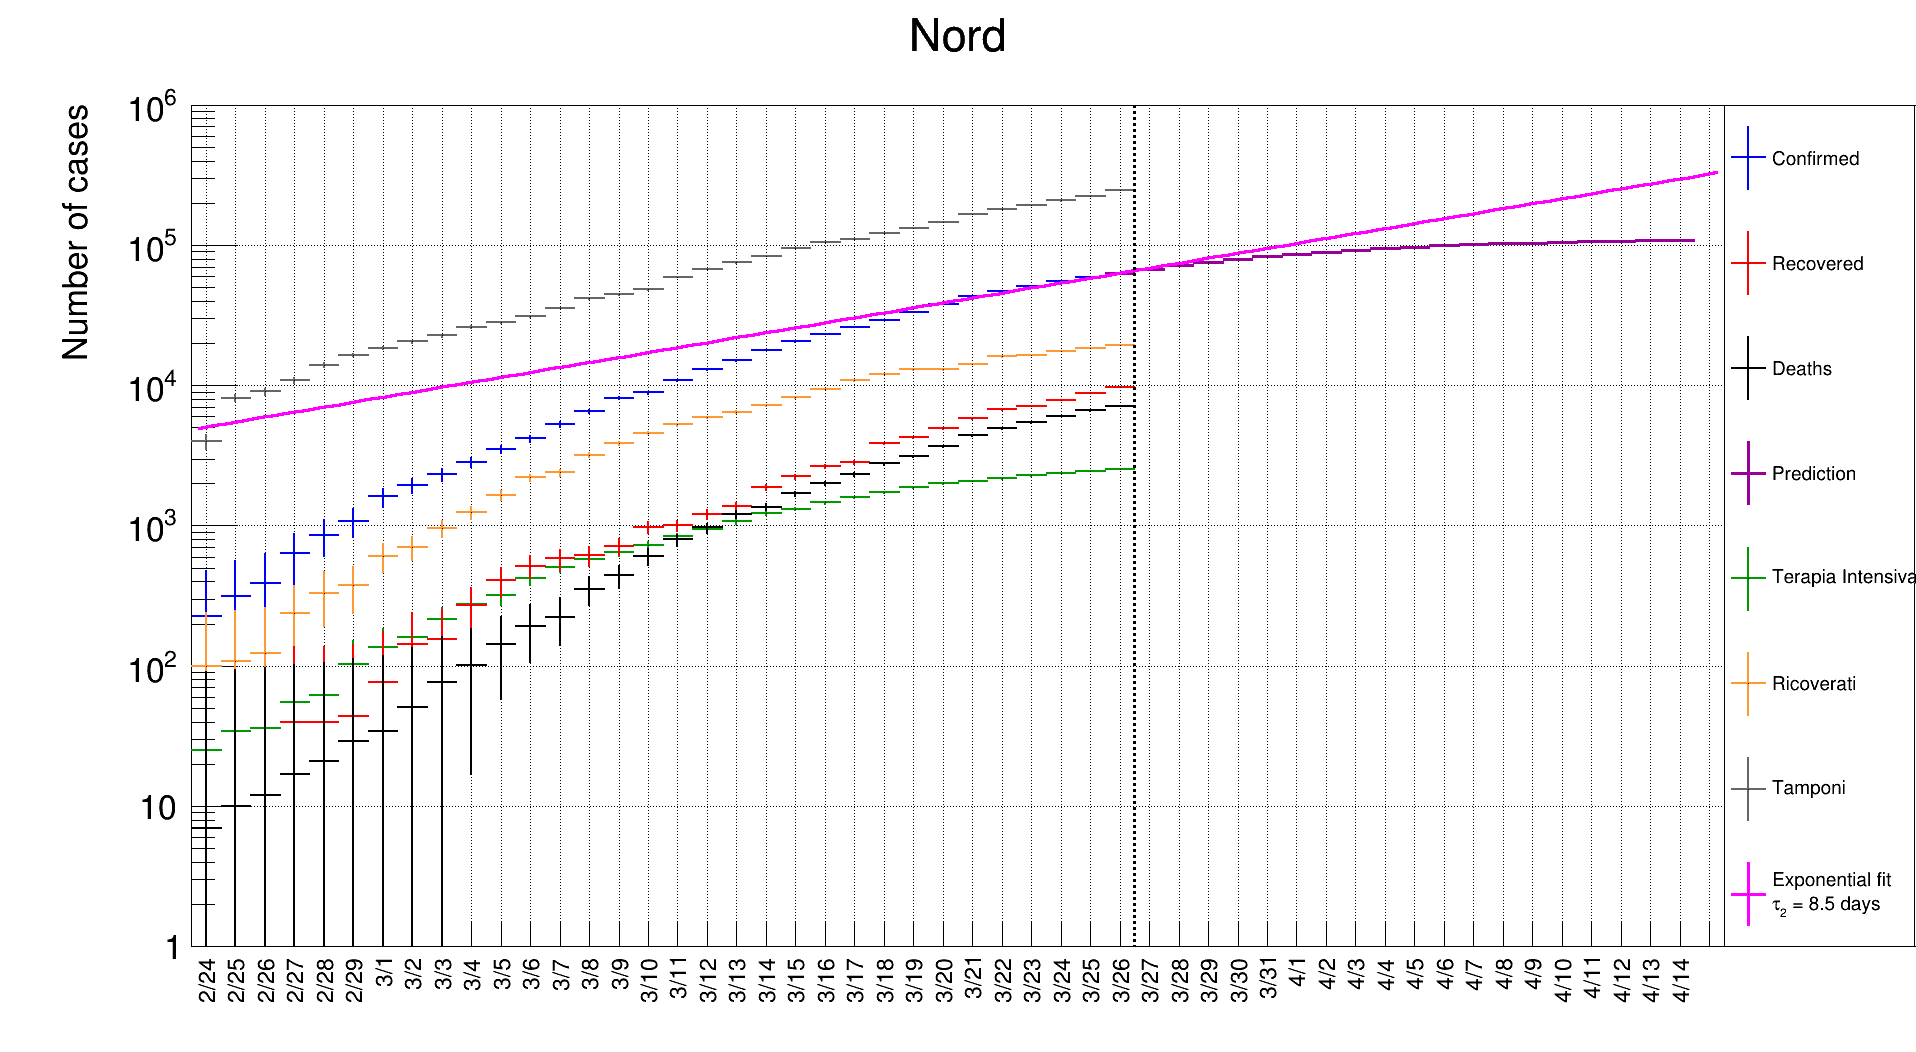 Nord
Number of cases
10^6
10^5
10^4
10^3
10^2
10
1
2/24 2/25 2/26 2/27 2/28 2/29 3/1 3/2 3/3 3/4 3/5 3/6 3/7 3/8 3/9 3/10 3/11 3/12 3/13 3/14 3/15 3/16 3/17 3/18 3/19 3/20 3/21 3/22 3/23 3/24 3/25 3/26 3/27 3/28 3/29 3/30 3/31 4/1 4/2 4/3 4/4 4/5 4/6 4/7 4/8 4/9 4/10 4/11 4/12 4/13 4/14
Confirmed
Recovered
Deaths
Prediction
Terapia Intensiva
Ricoverati
Tamponi
Exponential fit
τ₂ = 8.5 days